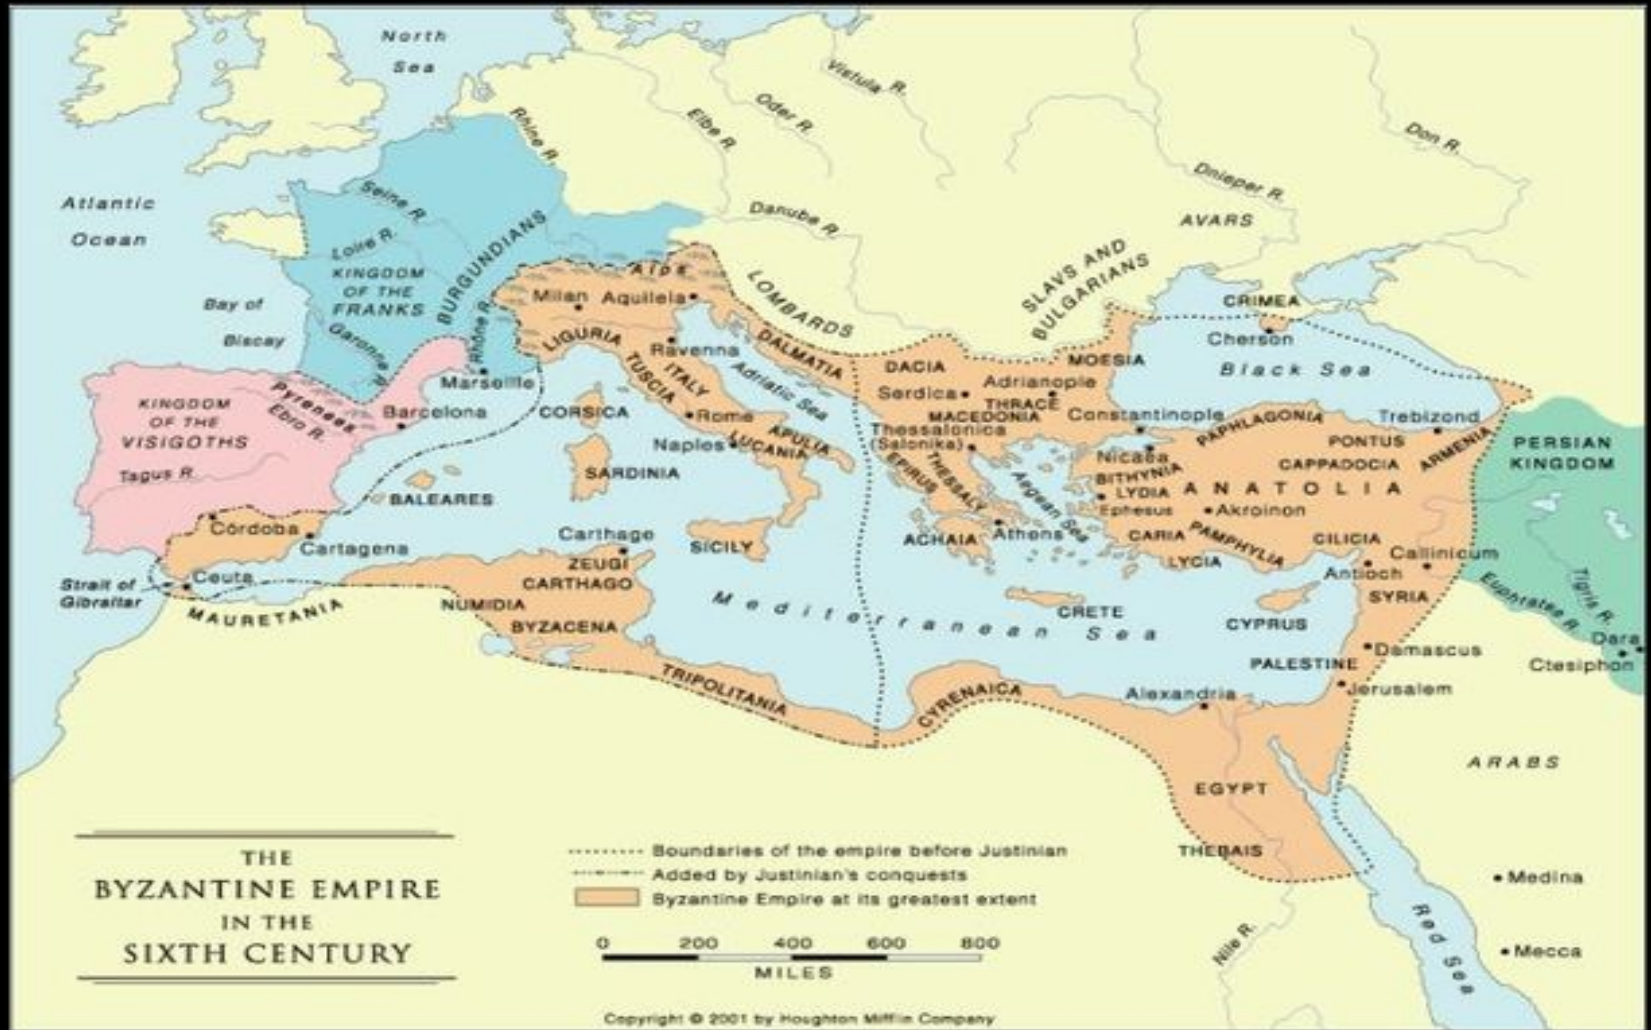 North
Sea
Rhine R.
Elbe R.
Oder R.
Vistula R.
Don R.
Dnieper R.
AVARS
Danube R.
Atlantic
Ocean
Seine R.
Loire R.
KINGDOM
OF THE
FRANKS
BURGUNDIANS
Rhône R.
Garonne R.
Bay of
Biscay
Alps
Milan
Aquileia
LOMBARDS
SLAVS AND
BULGARIANS
CRIMEA
Cherson
Black Sea
LIGURIA
Ravenna
DALMATIA
TUSCIA
ITALY
Adriatic Sea
DACIA
MOESIA
Serdica
Adrianople
THRACE
MACEDONIA
Constantinople
PAPHLAGONIA
Trebizond
Marseille
KINGDOM
OF THE
VISIGOTHS
Pyrenees
Ebro R.
Barcelona
Tagus R.
CORSICA
Rome
Naples
LUCANIA
APULIA
Thessalonica
(Salonika)
EPIRUS
THESSALY
Nicaea
BITHYNIA
PONTUS
ARMENIA
CAPPADOCIA
PERSIAN
KINGDOM
SARDINIA
BALEARES
LYDIA
ANATOLIA
Ephesus
Akroinon
Aegean Sea
Córdoba
Cartagena
Carthage
SICILY
ACHAIA
Athens
CARIA
PAMPHYLIA
CILICIA
LYCIA
Callinicum
Antioch
Strait of
Gibraltar
Ceuta
MAURETANIA
ZEUGI
CARTHAGO
NUMIDIA
BYZACENA
Mediterranean Sea
CRETE
CYPRUS
SYRIA
Euphrates R.
Tigris R.
Dara
Ctesiphon
Damascus
PALESTINE
Jerusalem
TRIPOLITANIA
CYRENAICA
Alexandria
EGYPT
ARABS
THEBAIS
Medina
Mecca
Red Sea
Nile R.
THE
BYZANTINE EMPIRE
IN THE
SIXTH CENTURY
Boundaries of the empire before Justinian
Added by Justinian's conquests
Byzantine Empire at its greatest extent
0 200 400 600 800
MILES
Copyright © 2001 by Houghton Mifflin Company